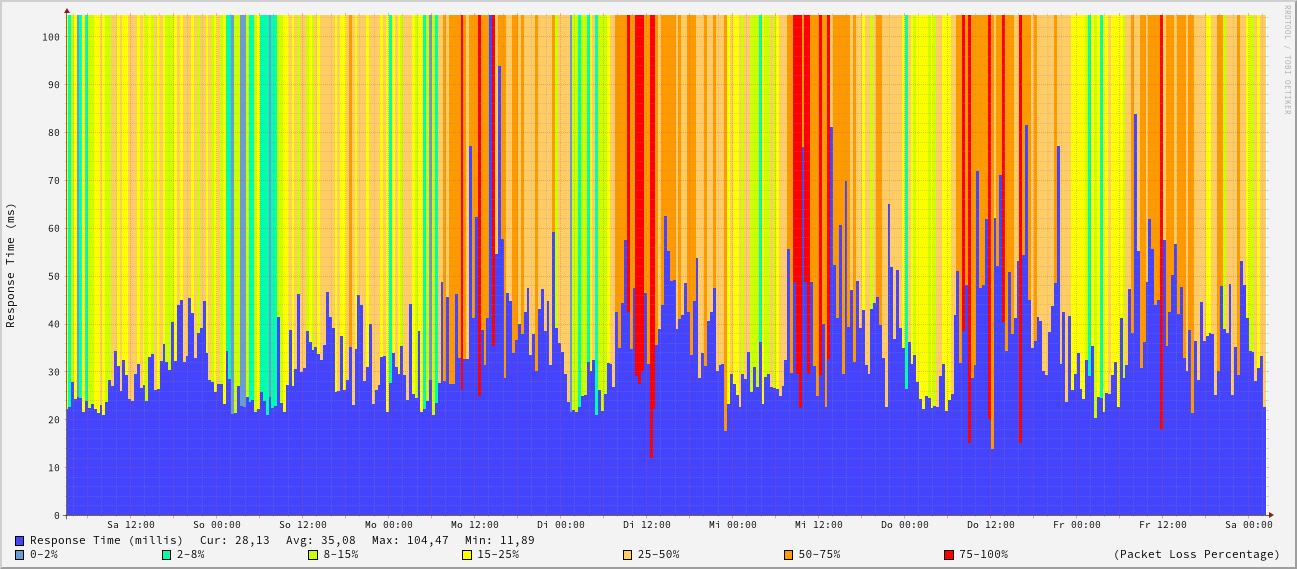 RRDTOOL / TOBI OETIKER
100
90
80
70
60
50
40
30
20
10
0
Response Time (ms)
Sa 12:00 So 00:00 So 12:00 Mo 00:00 Mo 12:00 Di 00:00 Di 12:00 Mi 00:00 Mi 12:00 Do 00:00 Do 12:00 Fr 00:00 Fr 12:00 Sa 00:00
Response Time (millis) Cur: 28,13 Avg: 35,08 Max: 104,47 Min: 11,89
0-2% 2-8% 8-15% 15-25% 25-50% 50-75% 75-100% (Packet Loss Percentage)